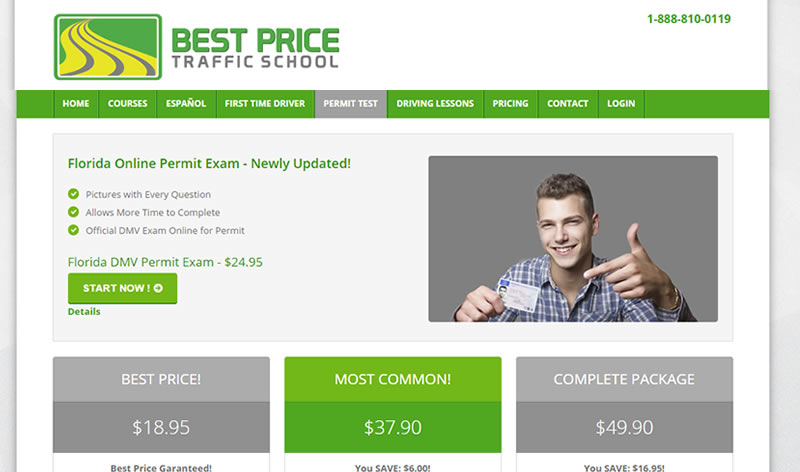 1-888-810-0119
BEST PRICE
TRAFFIC SCHOOL
HOME COURSES ESPAÑOL FIRST TIME DRIVER PERMIT TEST DRIVING LESSONS PRICING CONTACT LOGIN
Florida Online Permit Exam - Newly Updated!
Pictures with Every Question
Allows More Time to Complete
Official DMV Exam Online for Permit
Florida DMV Permit Exam - $24.95
START NOW !
Details
BEST PRICE!
$18.95
Best Price Garanteed!
MOST COMMON!
$37.90
You SAVE: $6.00!
COMPLETE PACKAGE
$49.90
You SAVE: $16.95!